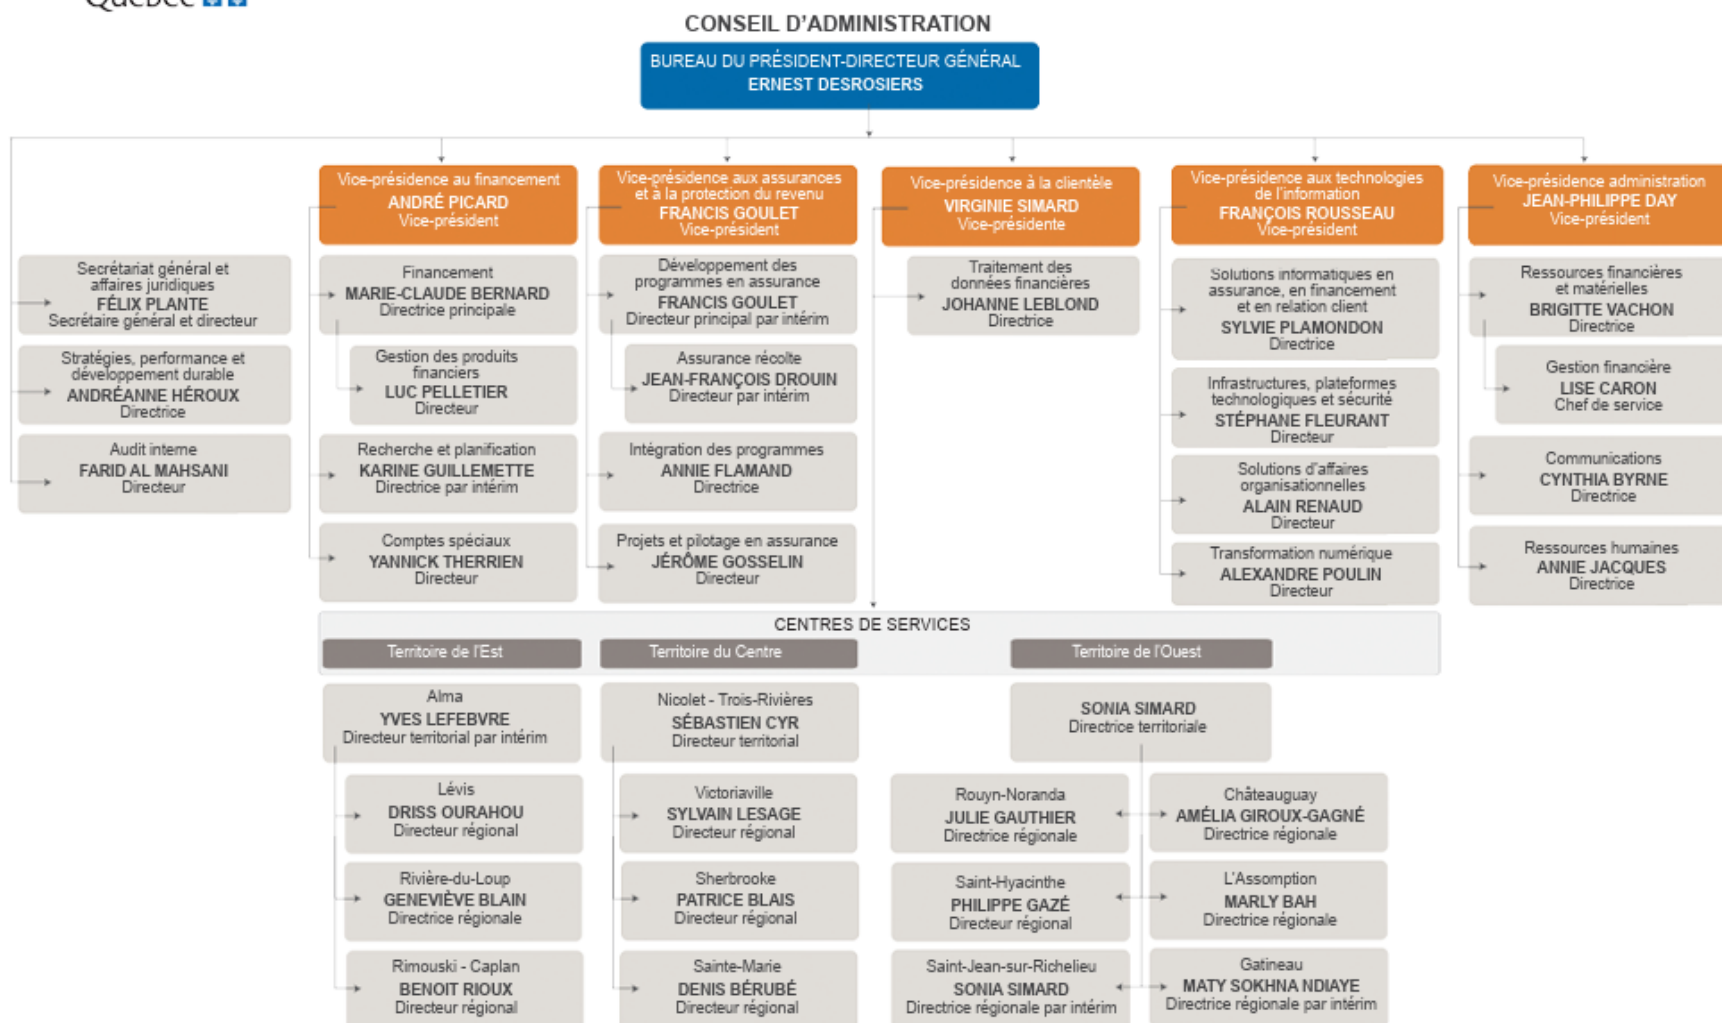 Québec
CONSEIL D'ADMINISTRATION
BUREAU DU PRÉSIDENT-DIRECTEUR GÉNÉRAL
ERNEST DESROSIERS
Secrétariat général et
affaires juridiques
FÉLIX PLANTE
Secrétaire général et directeur
Stratégies, performance et
développement durable
ANDRÉANNE HÉROUX
Directrice
Audit interne
FARID AL MAHSANI
Directeur
Vice-présidence au financement
ANDRÉ PICARD
Vice-président
Financement
MARIE-CLAUDE BERNARD
Directrice principale
Gestion des produits
financiers
LUC PELLETIER
Directeur
Recherche et planification
KARINE GUILLEMETTE
Directrice par intérim
Comptes spéciaux
YANNICK THERRIEN
Directeur
Vice-présidence aux assurances
et à la protection du revenu
FRANCIS GOULET
Vice-président
Développement des
programmes en assurance
FRANCIS GOULET
Directeur principal par intérim
Assurance récolte
JEAN-FRANÇOIS DROUIN
Directeur par intérim
Intégration des programmes
ANNIE FLAMAND
Directrice
Projets et pilotage en assurance
JÉRÔME GOSSELIN
Directeur
Vice-présidence à la clientèle
VIRGINIE SIMARD
Vice-présidente
Traitement des
données financières
JOHANNE LEBLOND
Directrice
Vice-présidence aux technologies
de l'information
FRANÇOIS ROUSSEAU
Vice-président
Solutions informatiques en
assurance, en financement
et en relation client
SYLVIE PLAMONDON
Directrice
Infrastructures, plateformes
technologiques et sécurité
STÉPHANE FLEURANT
Directeur
Solutions d'affaires
organisationnelles
ALAIN RENAUD
Directeur
Transformation numérique
ALEXANDRE POULIN
Directeur
Vice-présidence administration
JEAN-PHILIPPE DAY
Vice-président
Ressources financières
et matérielles
BRIGITTE VACHON
Directrice
Gestion financière
LISE CARON
Chef de service
Communications
CYNTHIA BYRNE
Directrice
Ressources humaines
ANNIE JACQUES
Directrice
CENTRES DE SERVICES
Territoire de l'Est
Alma
YVES LEFEBVRE
Directeur territorial par intérim
Lévis
DRISS OURAHOU
Directeur régional
Rivière-du-Loup
GENEVIÈVE BLAIN
Directrice régionale
Rimouski - Caplan
BENOIT RIOUX
Directeur régional
Territoire du Centre
Nicolet - Trois-Rivières
SÉBASTIEN CYR
Directeur territorial
Victoriaville
SYLVAIN LESAGE
Directeur régional
Sherbrooke
PATRICE BLAIS
Directeur régional
Sainte-Marie
DENIS BÉRUBÉ
Directeur régional
Territoire de l'Ouest
SONIA SIMARD
Directrice territoriale
Rouyn-Noranda
JULIE GAUTHIER
Directrice régionale
Châteauguay
AMÉLIA GIROUX-GAGNÉ
Directrice régionale
Saint-Hyacinthe
PHILIPPE GAZÉ
Directeur régional
L'Assomption
MARLY BAH
Directrice régionale
Saint-Jean-sur-Richelieu
SONIA SIMARD
Directrice régionale par intérim
Gatineau
MATY SOKHNA NDIAYE
Directrice régionale par intérim